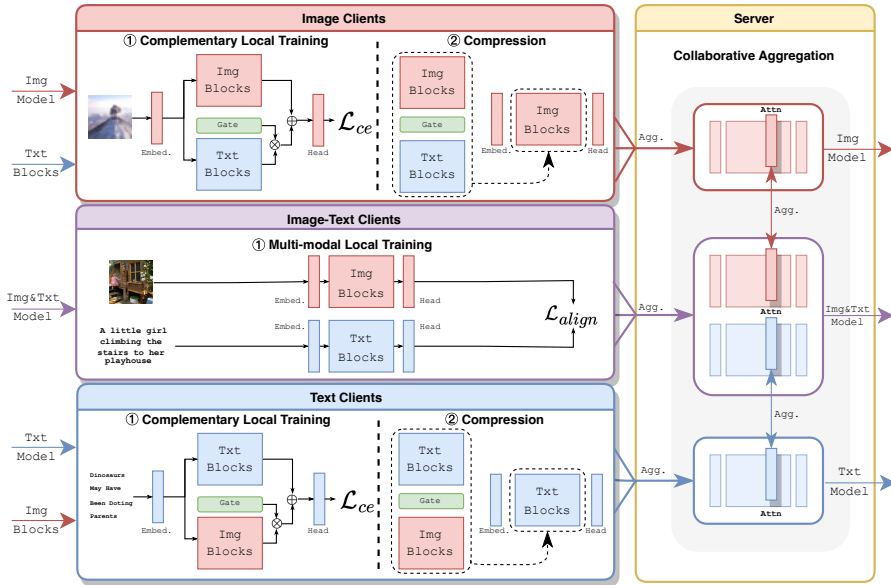 Image Clients
① Complementary Local Training
② Compression
Img
Model
Txt
Blocks
Img
Blocks
Gate
Txt
Blocks
Embed.
Head
ℒce
Img
Blocks
Gate
Txt
Blocks
Img
Blocks
Embed.
Head
Agg.
Image-Text Clients
① Multi-modal Local Training
Img&Txt
Model
A little girl
climbing the
stairs to her
playhouse
Embed.
Img
Blocks
Head
Embed.
Txt
Blocks
Head
ℒalign
Agg.
Text Clients
① Complementary Local Training
② Compression
Txt
Model
Img
Blocks
Dinosaurs
May Have
Been Doting
Parents
Embed.
Txt
Blocks
Gate
Img
Blocks
Head
ℒce
Txt
Blocks
Gate
Img
Blocks
Txt
Blocks
Embed.
Head
Agg.
Server
Collaborative Aggregation
Attn
Img
Model
Agg.
Attn
Img&Txt
Model
Agg.
Attn
Txt
Model